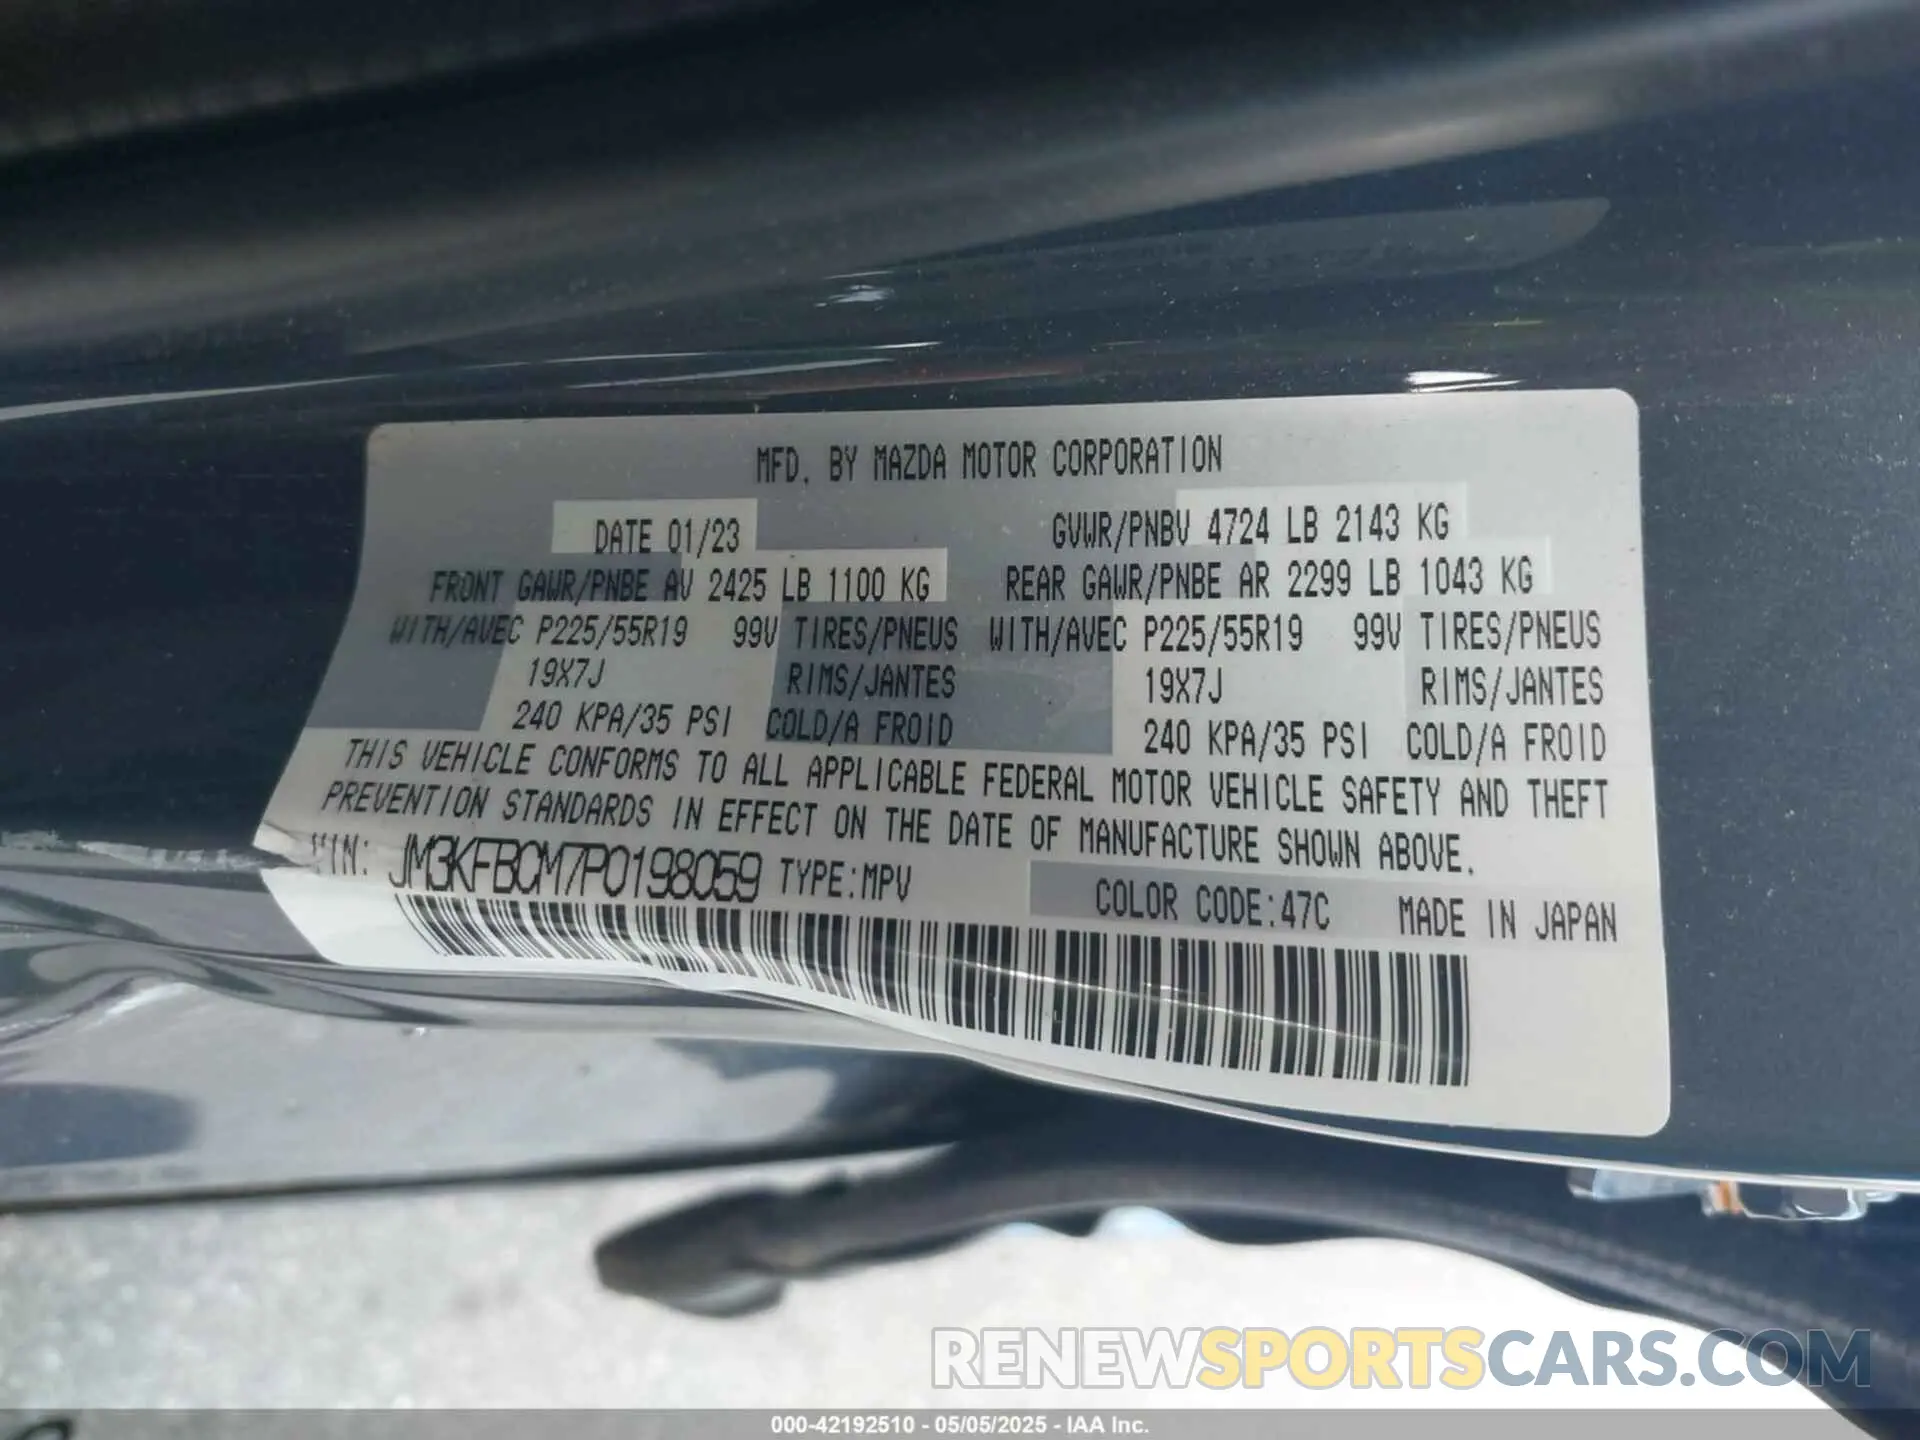 MFD. BY MAZDA MOTOR CORPORATION
DATE 01/23 GVWR/PNBV 4724 LB 2143 KG
FRONT GAWR/PNBE AV 2425 LB 1100 KG REAR GAWR/PNBE AR 2299 LB 1043 KG
WITH/AVEC P225/55R19 99V TIRES/PNEUS WITH/AVEC P225/55R19 99V TIRES/PNEUS
19X7J RIMS/JANTES 19X7J RIMS/JANTES
240 KPA/35 PSI COLD/A FROID 240 KPA/35 PSI COLD/A FROID
THIS VEHICLE CONFORMS TO ALL APPLICABLE FEDERAL MOTOR VEHICLE SAFETY AND THEFT
PREVENTION STANDARDS IN EFFECT ON THE DATE OF MANUFACTURE SHOWN ABOVE.
VIN: JM3KFBCM7P0198059 TYPE:MPV COLOR CODE:47C MADE IN JAPAN
RENEWSPORTSCARS.COM
000-42192510 - 05/05/2025 - IAA Inc.